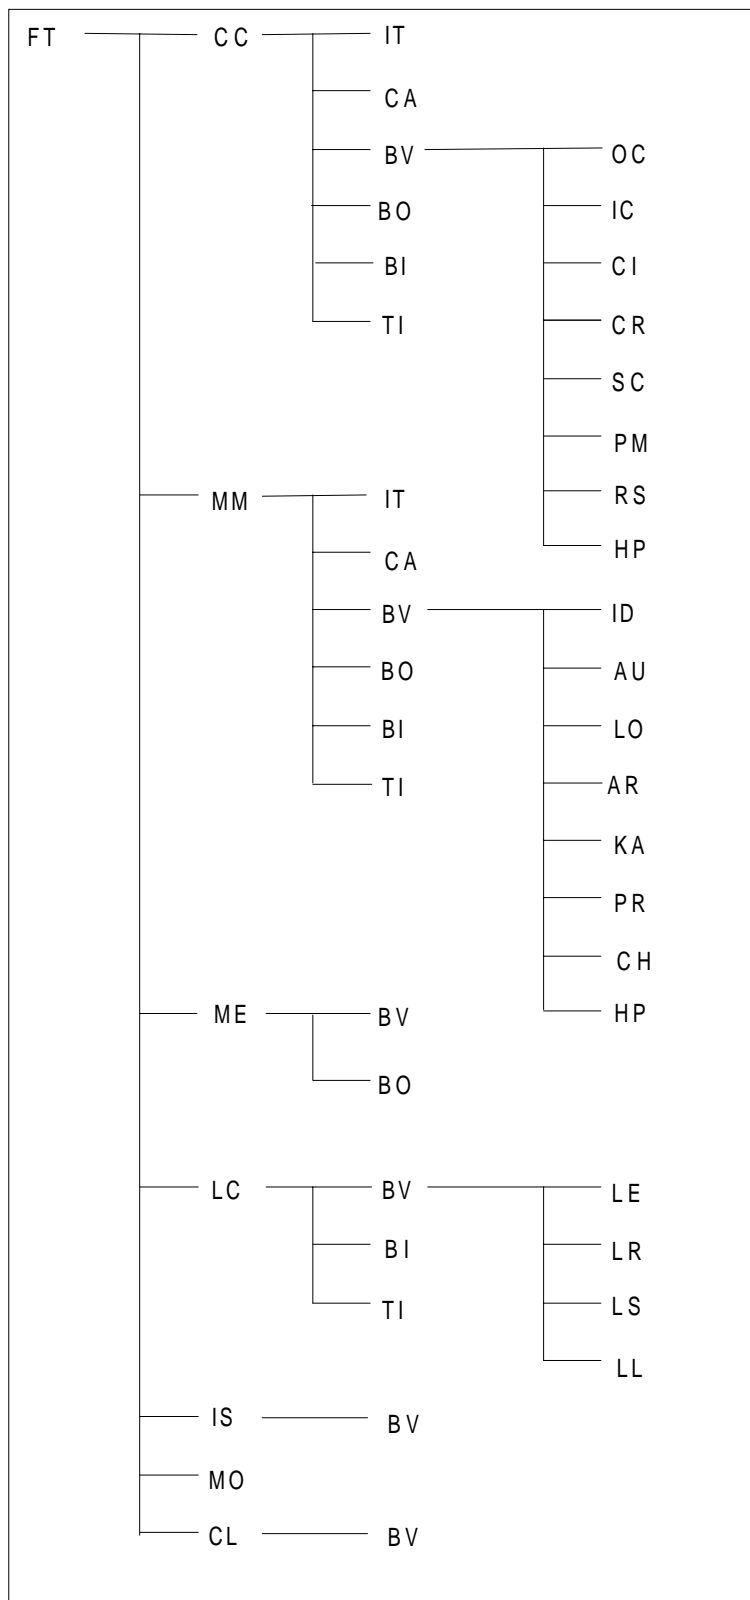 FT CC IT
CA
BV OC
BO IC
BI CI
TI CR
SC
PM
MM IT RS
CA HP
BV ID
BO AU
BI LO
TI AR
KA
PR
CH
ME BV HP
BO
LC BV LE
BI LR
TI LS
LL
IS BV
MO
CL BV